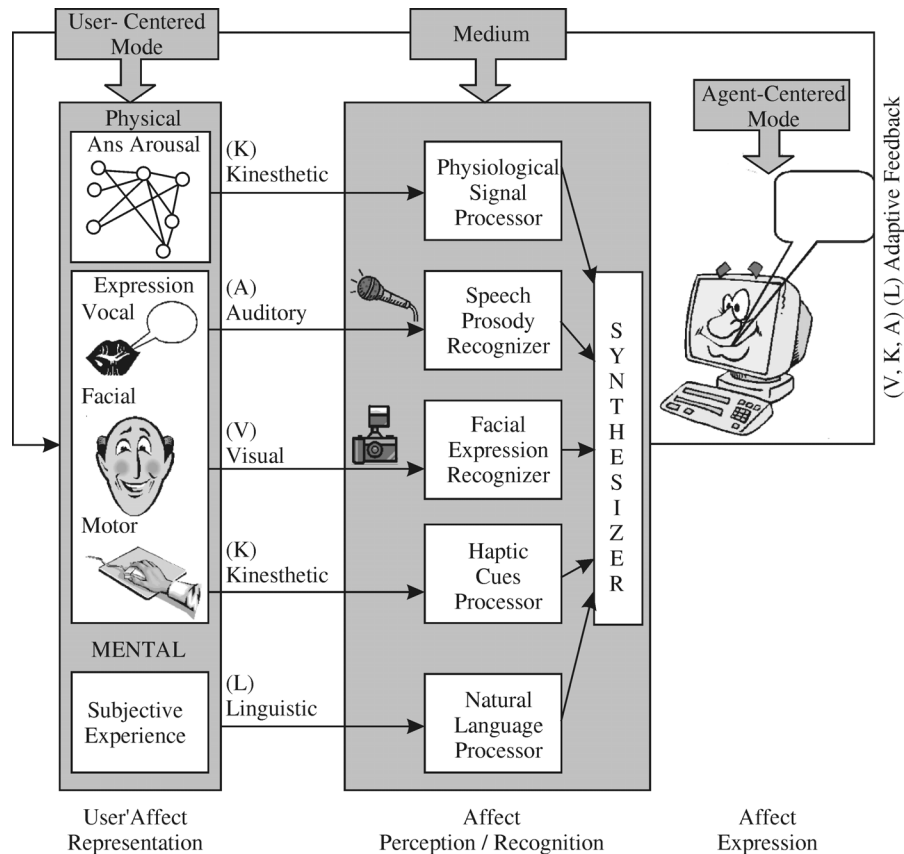 User- Centered
Mode
Medium
Agent-Centered
Mode
Physical
Ans Arousal
(K)
Kinesthetic
Physiological
Signal
Processor
Expression
Vocal
(A)
Auditory
Speech
Prosody
Recognizer
Facial
(V)
Visual
Facial
Expression
Recognizer
Motor
(K)
Kinesthetic
Haptic
Cues
Processor
MENTAL
Subjective
Experience
(L)
Linguistic
Natural
Language
Processor
SYNTHESIZER
(V, K, A) (L) Adaptive Feedback
User'Affect
Representation
Affect
Perception / Recognition
Affect
Expression